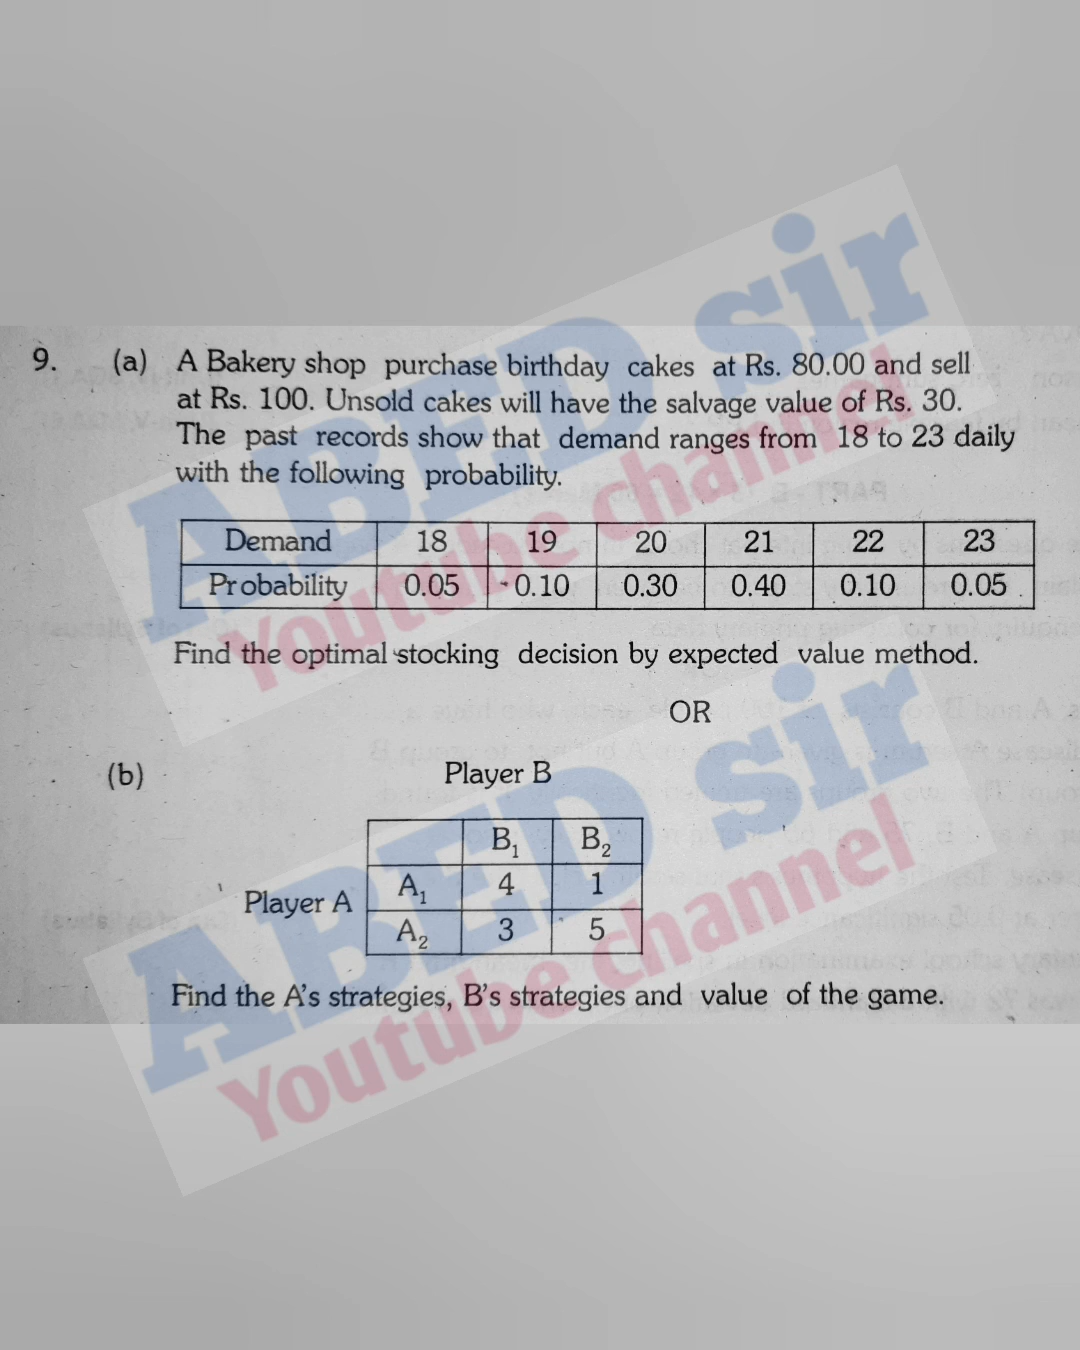 9. (a) A Bakery shop purchase birthday cakes at Rs. 80.00 and sell
at Rs. 100. Unsold cakes will have the salvage value of Rs. 30.
The past records show that demand ranges from 18 to 23 daily
with the following probability.
Demand 18 19 20 21 22 23
Probability 0.05 0.10 0.30 0.40 0.10 0.05
Find the optimal stocking decision by expected value method.
OR
(b) Player B
B₁ B₂
A₁ 4 1
Player A
A₂ 3 5
Find the A's strategies, B's strategies and value of the game.
ABED sir
Youtube channel
ABED sir
Youtube channel